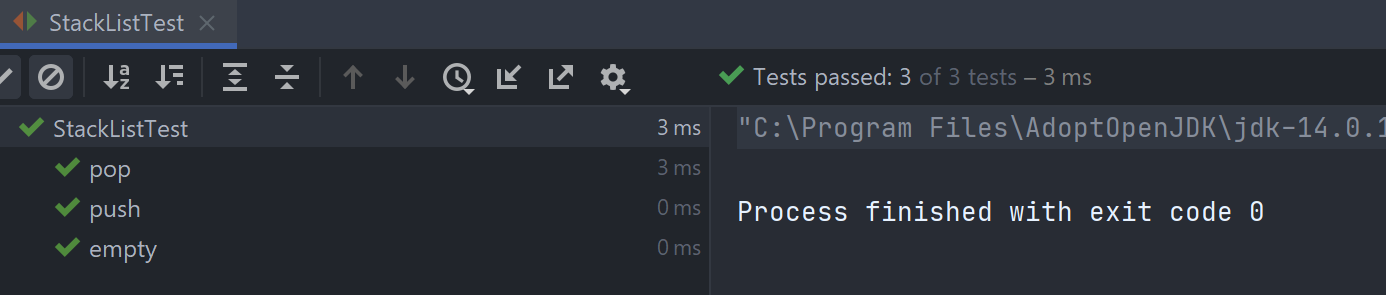 StackListTest
Tests passed: 3 of 3 tests – 3 ms
StackListTest 3 ms
pop 3 ms
push 0 ms
empty 0 ms
"C:\Program Files\AdoptOpenJDK\jdk-14.0.1
Process finished with exit code 0